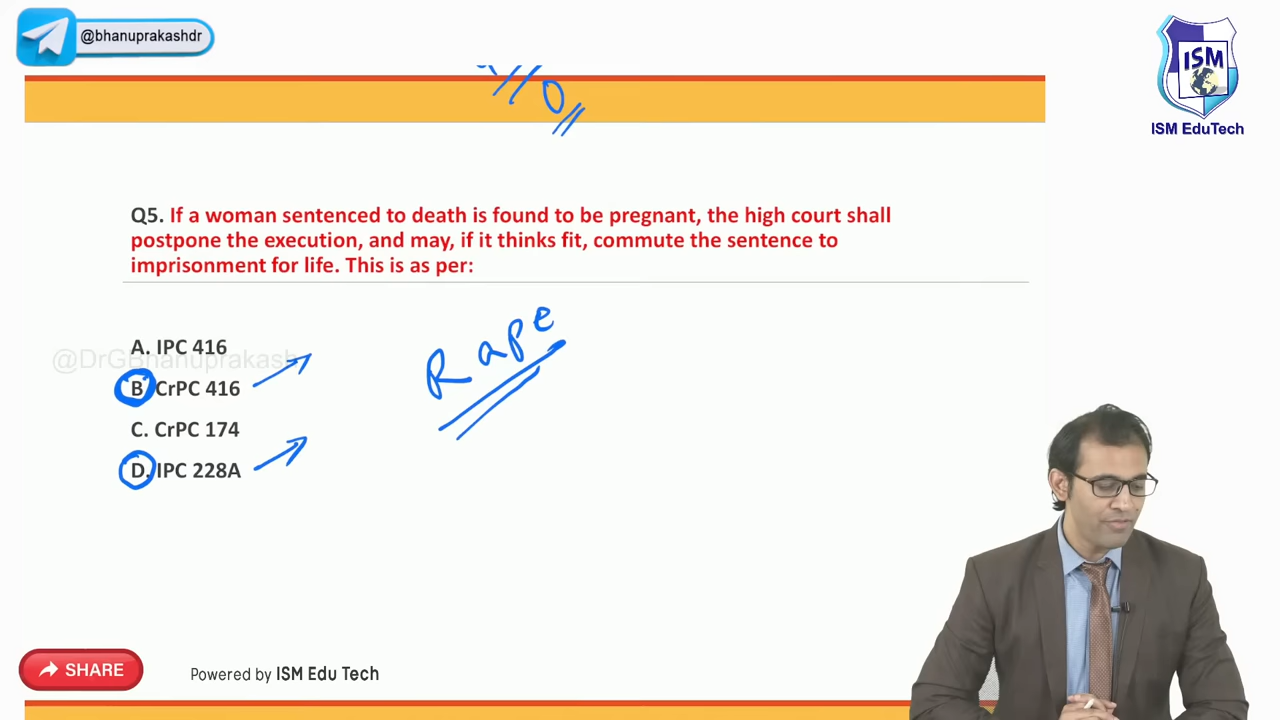 @bhanuprakashdr
ISM
ISM EduTech
Q5. If a woman sentenced to death is found to be pregnant, the high court shall
postpone the execution, and may, if it thinks fit, commute the sentence to
imprisonment for life. This is as per:
A. IPC 416
@DrGBhanuprakash
B. CrPC 416
Rape
C. CrPC 174
D. IPC 228A
SHARE
Powered by ISM Edu Tech